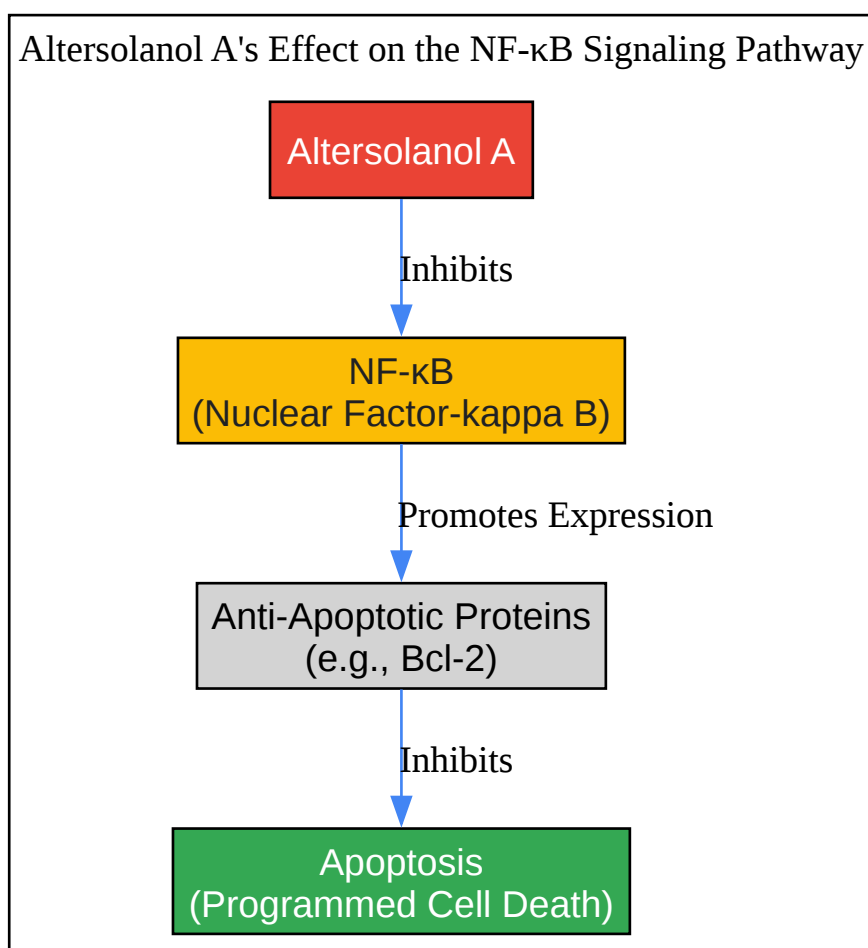 Altersolanol A's Effect on the NF-κB Signaling Pathway
Altersolanol A
Inhibits
NF-κB
(Nuclear Factor-kappa B)
Promotes Expression
Anti-Apoptotic Proteins
(e.g., Bcl-2)
Inhibits
Apoptosis
(Programmed Cell Death)